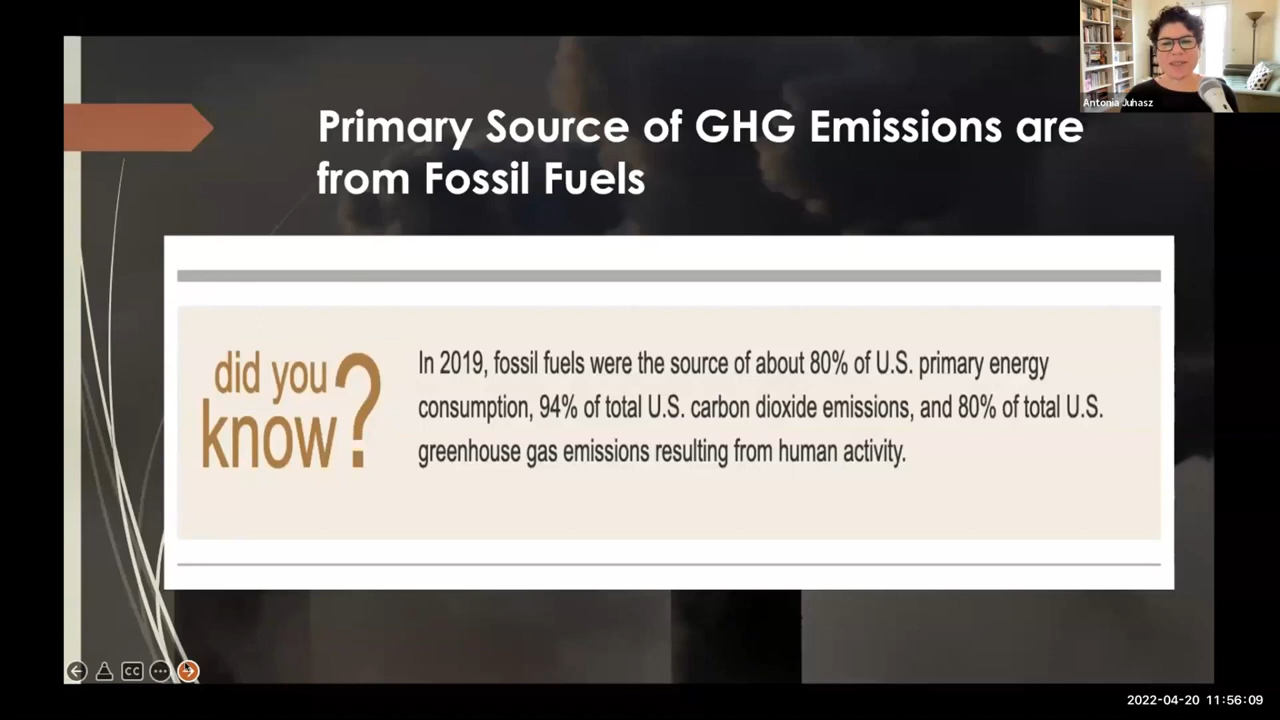 Antonia Juhasz
Primary Source of GHG Emissions are
from Fossil Fuels
did you
know?
In 2019, fossil fuels were the source of about 80% of U.S. primary energy
consumption, 94% of total U.S. carbon dioxide emissions, and 80% of total U.S.
greenhouse gas emissions resulting from human activity.
CC
2022-04-20 11:56:09